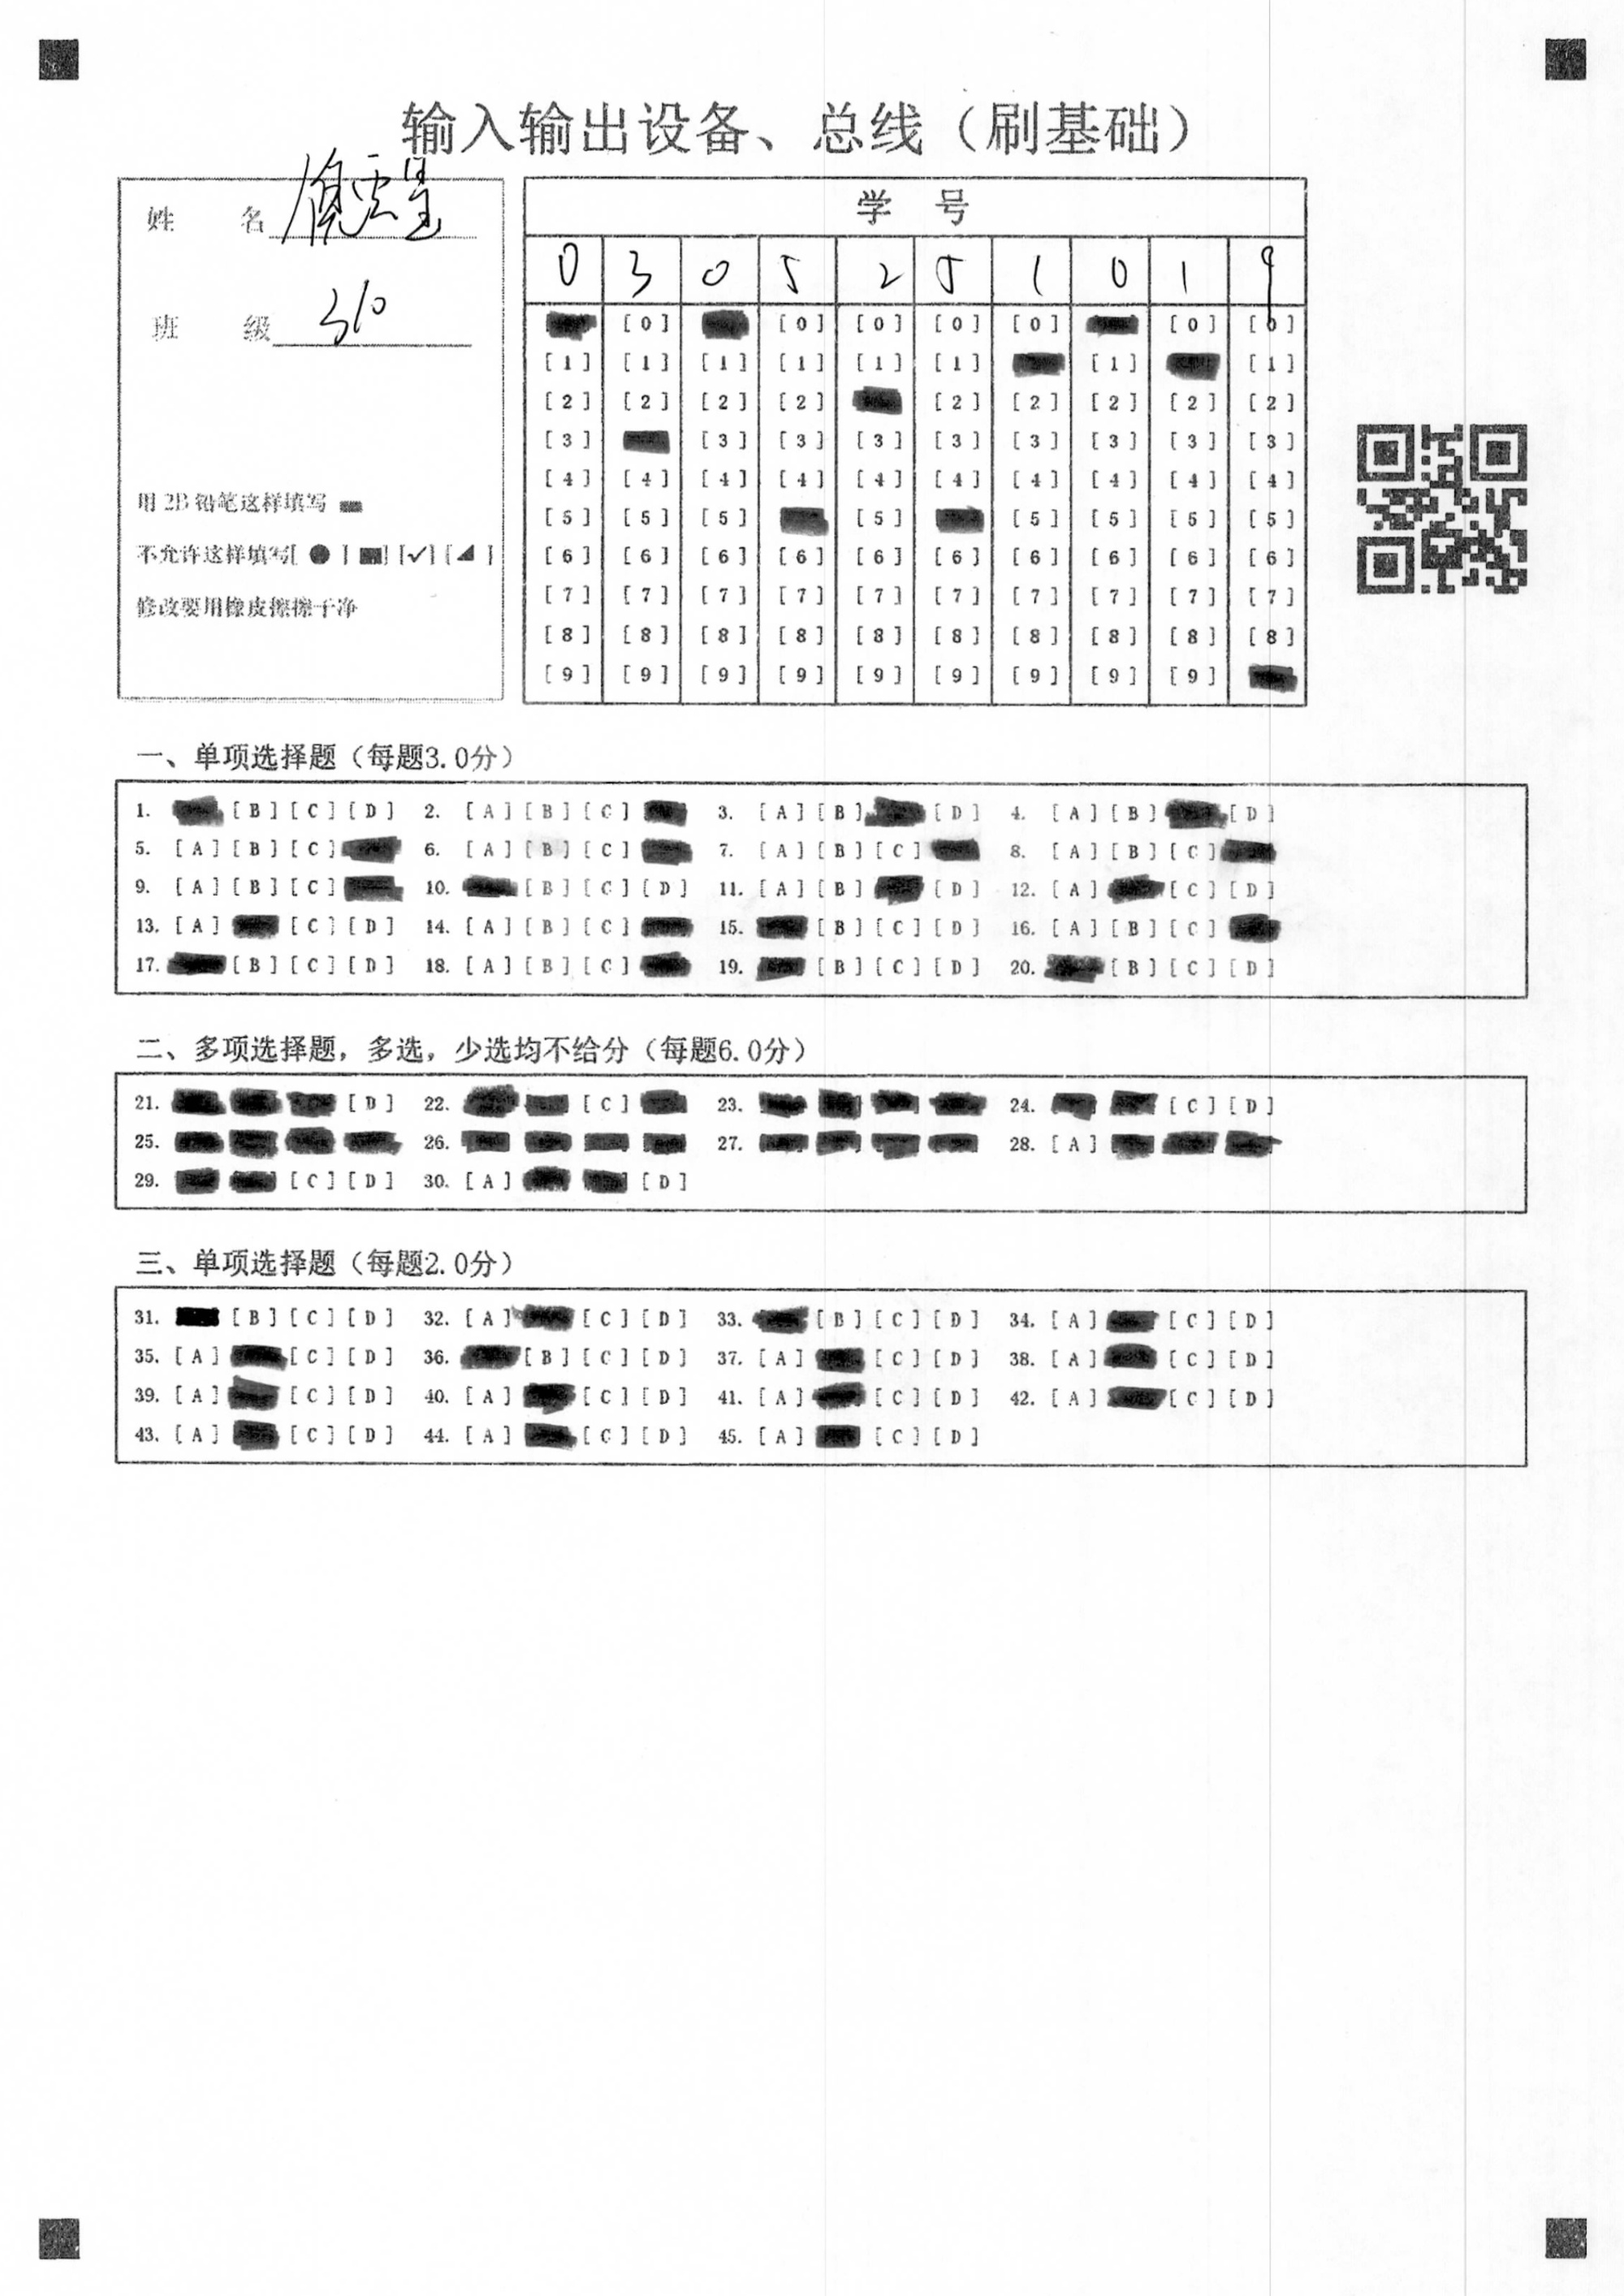 输入输出设备、总线（刷基础）
姓 名
班 级 310
用 2B 铅笔这样填写
不允许这样填写[ ● ] [■] [✓] [◢ ]
修改要用橡皮擦擦干净
学 号
0 3 0 5 2 5 1 0 1 9
[0] [0] [0] [0] [0] [0] [0]
[1] [1] [1] [1] [1] [1] [1] [1]
[2] [2] [2] [2] [2] [2] [2] [2] [2]
[3] [3] [3] [3] [3] [3] [3] [3] [3]
[4] [4] [4] [4] [4] [4] [4] [4] [4] [4]
[5] [5] [5] [5] [5] [5] [5] [5]
[6] [6] [6] [6] [6] [6] [6] [6] [6] [6]
[7] [7] [7] [7] [7] [7] [7] [7] [7] [7]
[8] [8] [8] [8] [8] [8] [8] [8] [8] [8]
[9] [9] [9] [9] [9] [9] [9] [9] [9]
一、单项选择题（每题3.0分）
1. [B] [C] [D] 2. [A] [B] [C] 3. [A] [B] [D] 4. [A] [B] [D]
5. [A] [B] [C] 6. [A] [B] [C] 7. [A] [B] [C] 8. [A] [B] [C]
9. [A] [B] [C] 10. [B] [C] [D] 11. [A] [B] [D] 12. [A] [C] [D]
13. [A] [C] [D] 14. [A] [B] [C] 15. [B] [C] [D] 16. [A] [B] [C]
17. [B] [C] [D] 18. [A] [B] [C] 19. [B] [C] [D] 20. [B] [C] [D]
二、多项选择题，多选，少选均不给分（每题6.0分）
21. [D] 22. [C] 23. 24. [C] [D]
25. 26. 27. 28. [A]
29. [C] [D] 30. [A] [D]
三、单项选择题（每题2.0分）
31. [B] [C] [D] 32. [A] [C] [D] 33. [B] [C] [D] 34. [A] [C] [D]
35. [A] [C] [D] 36. [B] [C] [D] 37. [A] [C] [D] 38. [A] [C] [D]
39. [A] [C] [D] 40. [A] [C] [D] 41. [A] [C] [D] 42. [A] [C] [D]
43. [A] [C] [D] 44. [A] [C] [D] 45. [A] [C] [D]